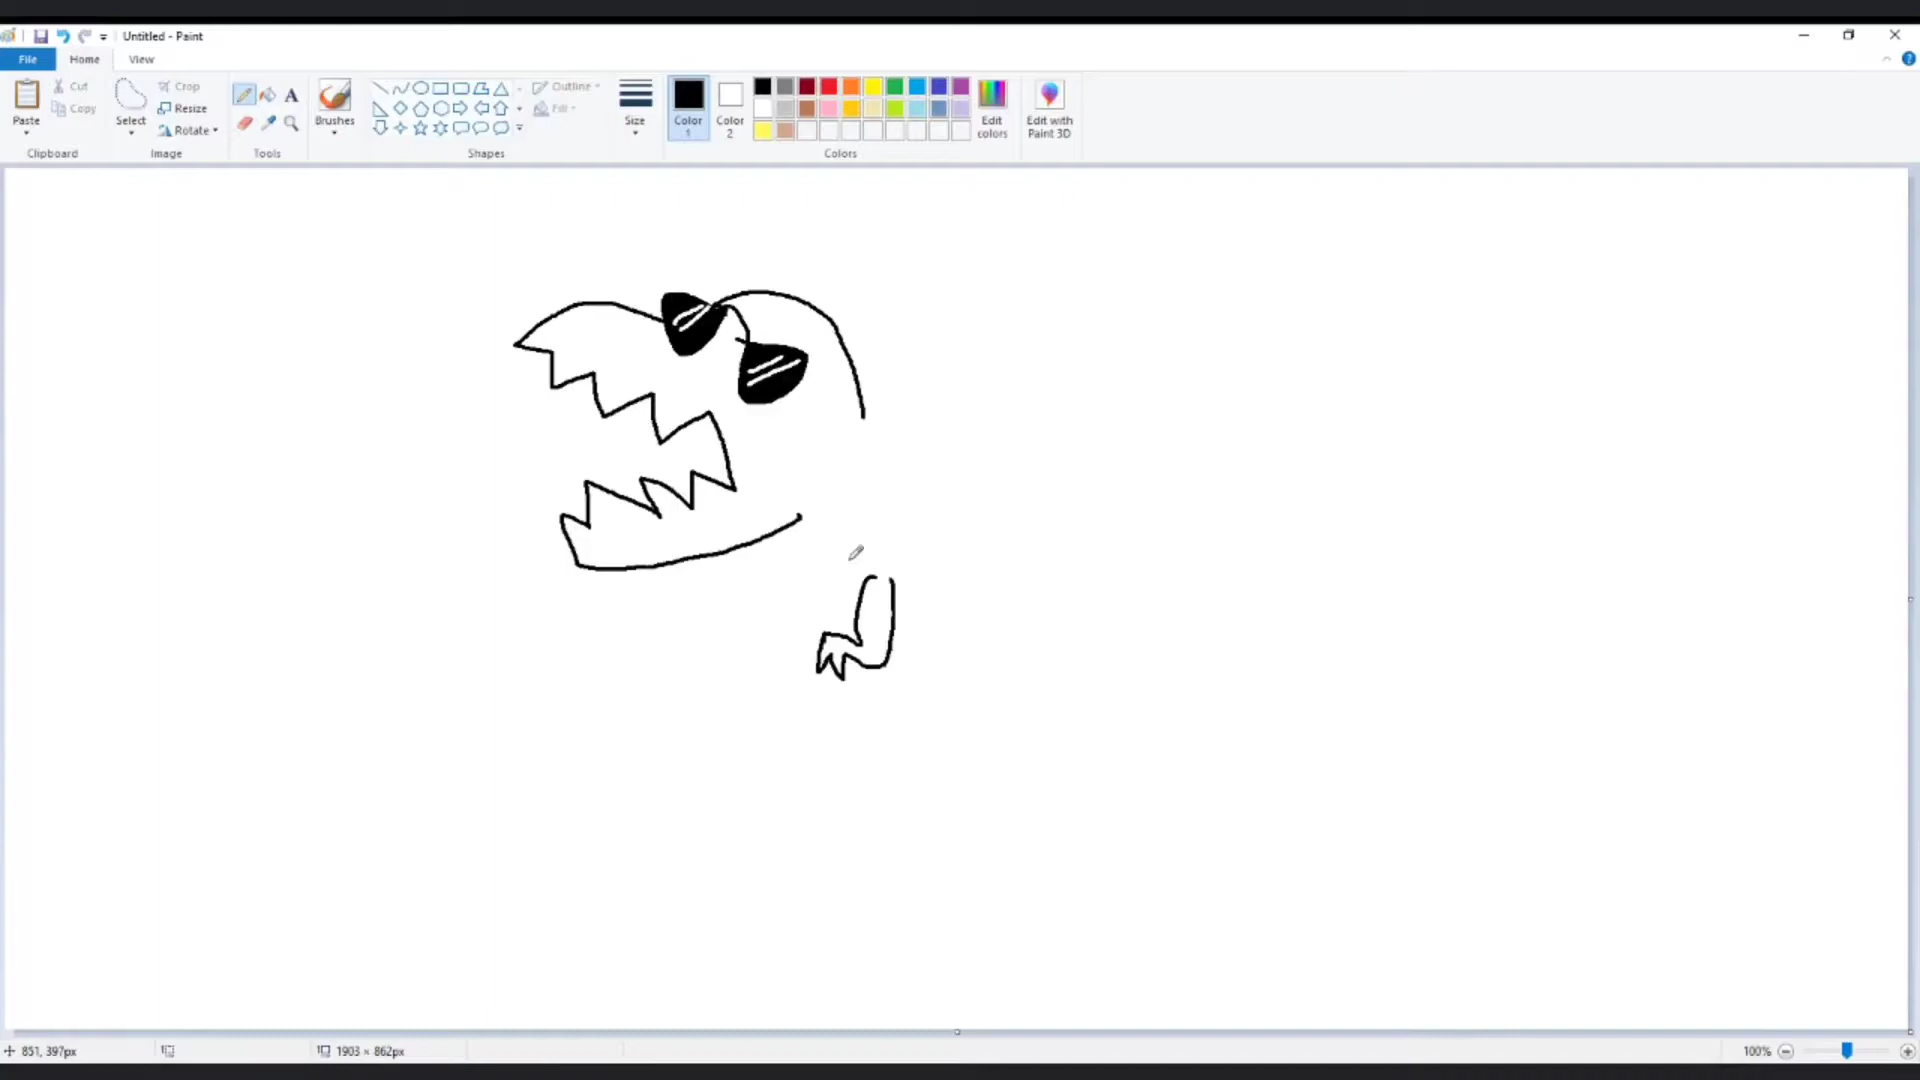 Untitled - Paint
File Home View
Paste Cut Copy Select Crop Resize Rotate A Brushes Outline Fill Size Color 1 Color 2 Edit colors Edit with Paint 3D
Clipboard Image Tools Shapes Colors
851, 397px 1903 × 862px 100%